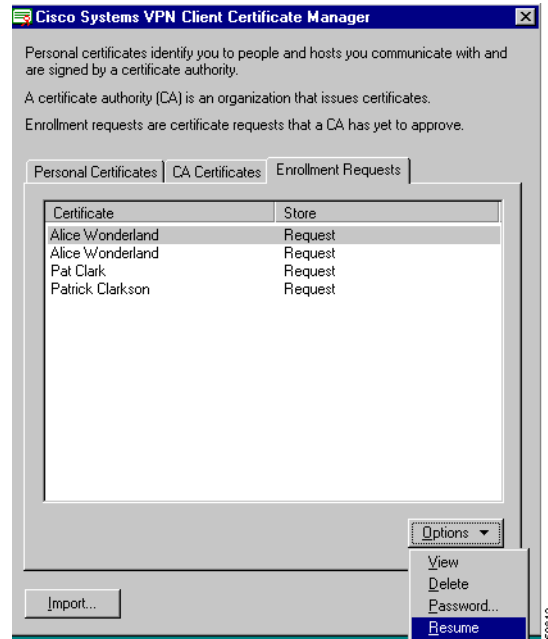 Cisco Systems VPN Client Certificate Manager
Personal certificates identify you to people and hosts you communicate with and
are signed by a certificate authority.
A certificate authority (CA) is an organization that issues certificates.
Enrollment requests are certificate requests that a CA has yet to approve.
Personal Certificates CA Certificates Enrollment Requests
Certificate Store
Alice Wonderland Request
Alice Wonderland Request
Pat Clark Request
Patrick Clarkson Request
Options
View
Delete
Import... Password...
Resume